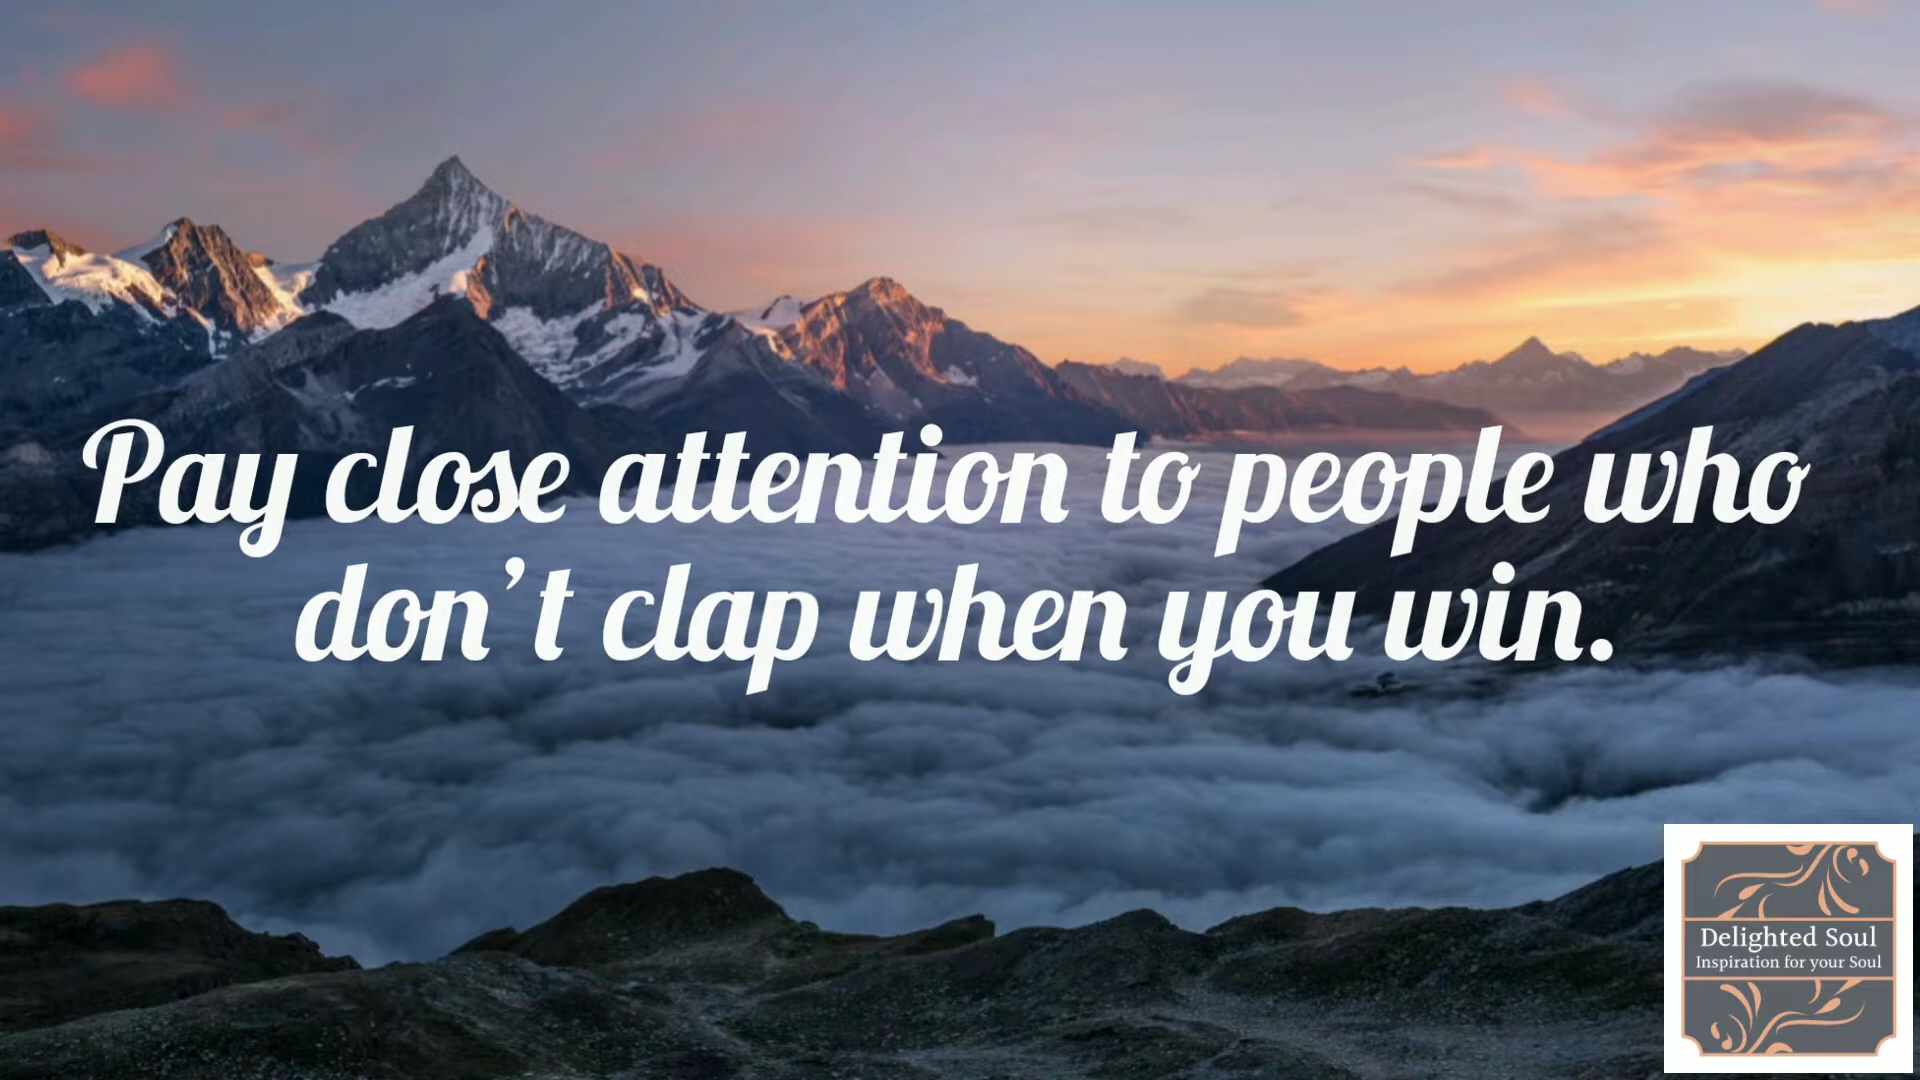 Pay close attention to people who
don't clap when you win.
Delighted Soul
Inspiration for your Soul